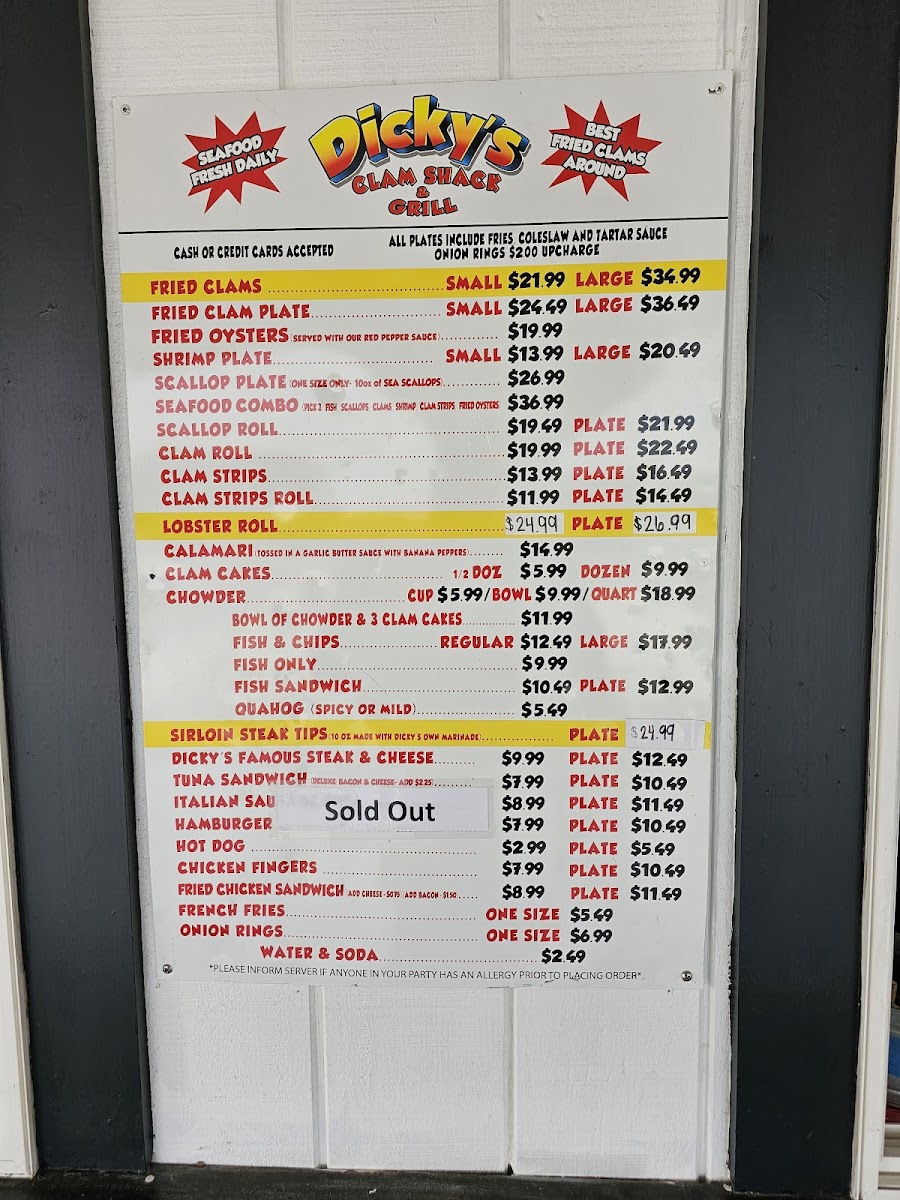 SEAFOOD
FRESH DAILY
Dicky's
CLAM SHACK
&
GRILL
BEST
FRIED CLAMS
AROUND
CASH OR CREDIT CARDS ACCEPTED
ALL PLATES INCLUDE FRIES, COLESLAW AND TARTAR SAUCE
ONION RINGS $200 UPCHARGE
FRIED CLAMS SMALL $21.99 LARGE $34.99
FRIED CLAM PLATE SMALL $24.49 LARGE $36.49
FRIED OYSTERS (SERVED WITH OUR RED PEPPER SAUCE) $19.99
SHRIMP PLATE SMALL $13.99 LARGE $20.49
SCALLOP PLATE (ONE SIZE ONLY- 10oz of SEA SCALLOPS) $26.99
SEAFOOD COMBO (PICK 3 FISH SCALLOPS, CLAMS SHRIMP CLAM STRIPS FRIED OYSTERS) $36.99
SCALLOP ROLL $19.49 PLATE $21.99
CLAM ROLL $19.99 PLATE $22.49
CLAM STRIPS $13.99 PLATE $16.49
CLAM STRIPS ROLL $11.99 PLATE $14.49
LOBSTER ROLL $24.99 PLATE $26.99
CALAMARI (TOSSED IN A GARLIC BUTTER SAUCE WITH BANANA PEPPERS) $14.99
CLAM CAKES 1/2 DOZ $5.99 DOZEN $9.99
CHOWDER CUP $5.99/BOWL $9.99/QUART $18.99
BOWL OF CHOWDER & 3 CLAM CAKES $11.99
FISH & CHIPS REGULAR $12.49 LARGE $17.99
FISH ONLY $9.99
FISH SANDWICH $10.49 PLATE $12.99
QUAHOG (SPICY OR MILD) $5.49
SIRLOIN STEAK TIPS (10 OZ MADE WITH DICKY'S OWN MARINADE) PLATE $24.99
DICKY'S FAMOUS STEAK & CHEESE $9.99 PLATE $12.49
TUNA SANDWICH (DELUXE BACON & CHEESE- ADD $2.25) $7.99 PLATE $10.49
ITALIAN SAU $8.99 PLATE $11.49
Sold Out
HAMBURGER $7.99 PLATE $10.49
HOT DOG $2.99 PLATE $5.49
CHICKEN FINGERS $7.99 PLATE $10.49
FRIED CHICKEN SANDWICH (ADD CHEESE - $0.75) (ADD BACON - $1.50) $8.99 PLATE $11.49
FRENCH FRIES ONE SIZE $5.49
ONION RINGS ONE SIZE $6.99
WATER & SODA $2.49
*PLEASE INFORM SERVER IF ANYONE IN YOUR PARTY HAS AN ALLERGY PRIOR TO PLACING ORDER*